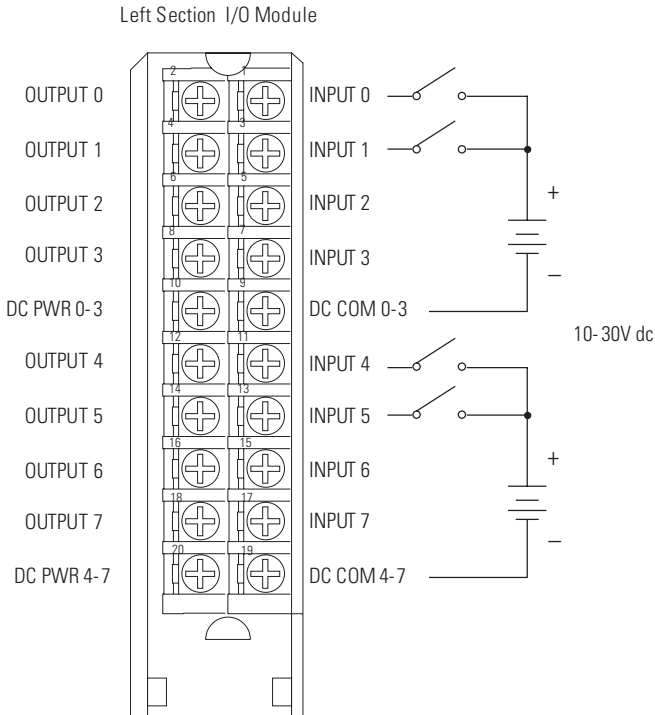 Left Section I/O Module
2 1
OUTPUT 0 INPUT 0
4 3
OUTPUT 1 INPUT 1
6 5
OUTPUT 2 INPUT 2
+
8 7
OUTPUT 3 INPUT 3
–
10 9
DC PWR 0-3 DC COM 0-3
10-30V dc
12 11
OUTPUT 4 INPUT 4
14 13
OUTPUT 5 INPUT 5
16 15
+
OUTPUT 6 INPUT 6
18 17
OUTPUT 7 INPUT 7
–
20 19
DC PWR 4-7 DC COM 4-7